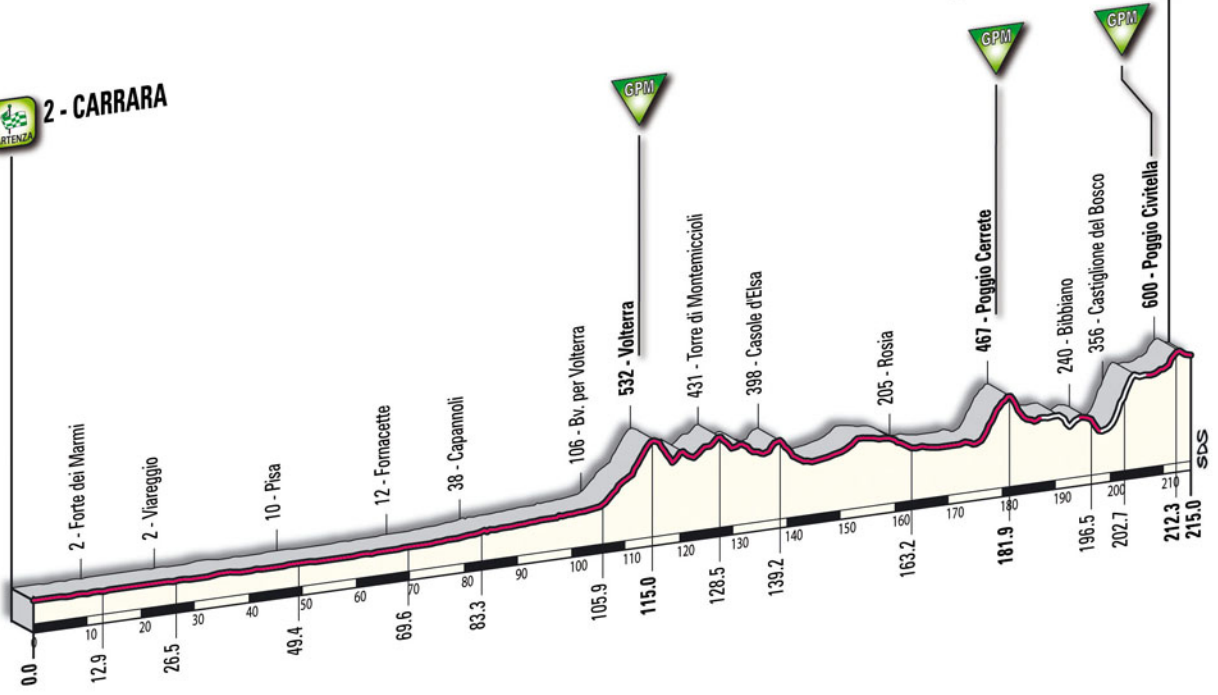 GPM
GPM
GPM
2 - CARRARA
2 - Forte dei Marmi
2 - Viareggio
10 - Pisa
12 - Fornacette
38 - Capannoli
106 - Bv. per Volterra
532 - Volterra
431 - Torre di Montemiccioli
398 - Casole d'Elsa
205 - Rosia
467 - Poggio Cerrete
240 - Bibbiano
356 - Castiglione del Bosco
600 - Poggio Civitella
SDS
0
10
20
30
40
50
60
70
80
90
100
110
120
130
140
150
160
170
180
190
200
210
0.0
12.9
26.5
49.4
69.6
83.3
105.9
115.0
128.5
139.2
163.2
181.9
196.5
202.7
212.3
215.0